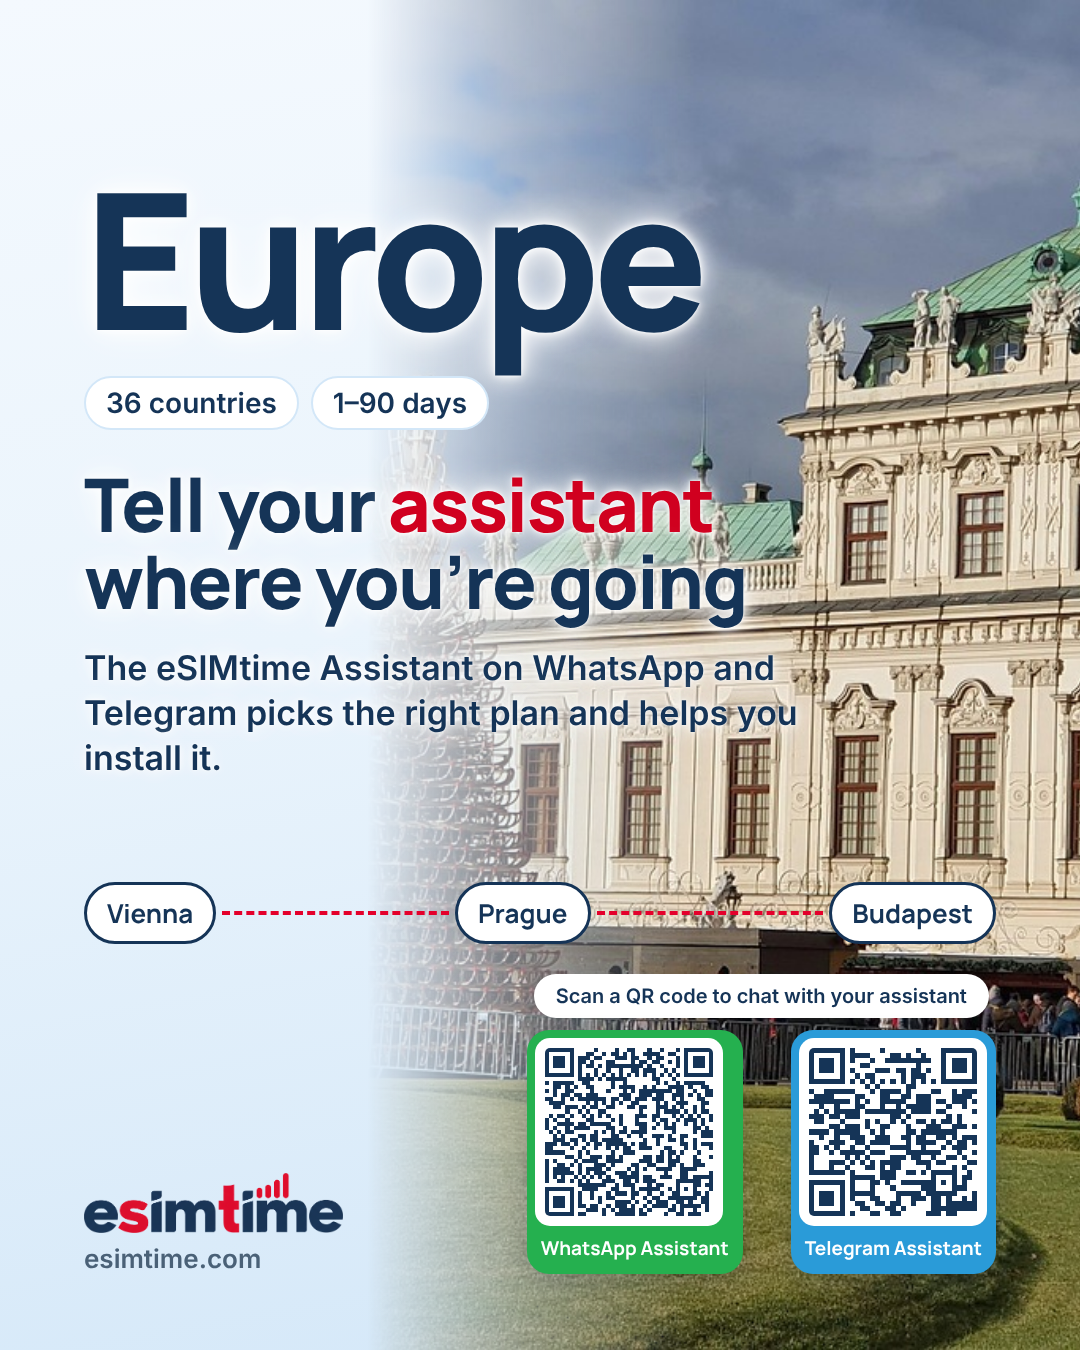 Europe
36 countries
1–90 days
Tell your assistant
where you’re going
The eSIMtime Assistant on WhatsApp and
Telegram picks the right plan and helps you
install it.
Vienna
Prague
Budapest
Scan a QR code to chat with your assistant
WhatsApp Assistant
Telegram Assistant
esimtime
esimtime.com